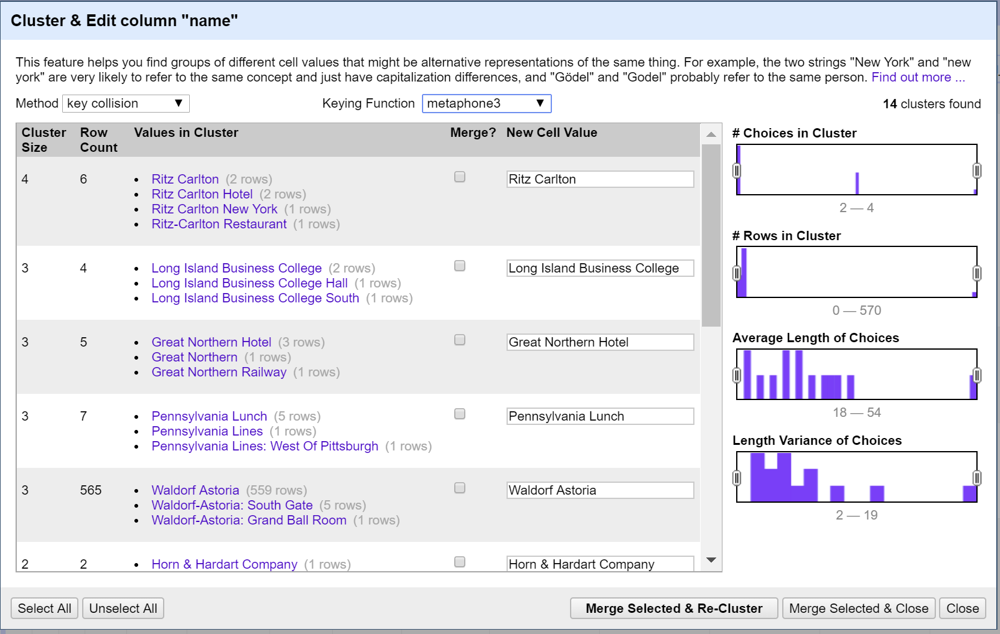 Cluster & Edit column "name"
This feature helps you find groups of different cell values that might be alternative representations of the same thing. For example, the two strings "New York" and "new
york" are very likely to refer to the same concept and just have capitalization differences, and "Gödel" and "Godel" probably refer to the same person. Find out more ...
Method key collision Keying Function metaphone3 14 clusters found
Cluster Size Row Count Values in Cluster Merge? New Cell Value
4 6 Ritz Carlton (2 rows) Ritz Carlton
Ritz Carlton Hotel (2 rows)
Ritz Carlton New York (1 rows)
Ritz-Carlton Restaurant (1 rows)
3 4 Long Island Business College (2 rows) Long Island Business College
Long Island Business College Hall (1 rows)
Long Island Business College South (1 rows)
3 5 Great Northern Hotel (3 rows) Great Northern Hotel
Great Northern (1 rows)
Great Northern Railway (1 rows)
3 7 Pennsylvania Lunch (5 rows) Pennsylvania Lunch
Pennsylvania Lines (1 rows)
Pennsylvania Lines: West Of Pittsburgh (1 rows)
3 565 Waldorf Astoria (559 rows) Waldorf Astoria
Waldorf-Astoria: South Gate (5 rows)
Waldorf-Astoria: Grand Ball Room (1 rows)
2 2 Horn & Hardart Company (1 rows) Horn & Hardart Company
# Choices in Cluster
2 — 4
# Rows in Cluster
0 — 570
Average Length of Choices
18 — 54
Length Variance of Choices
2 — 19
Select All Unselect All Merge Selected & Re-Cluster Merge Selected & Close Close